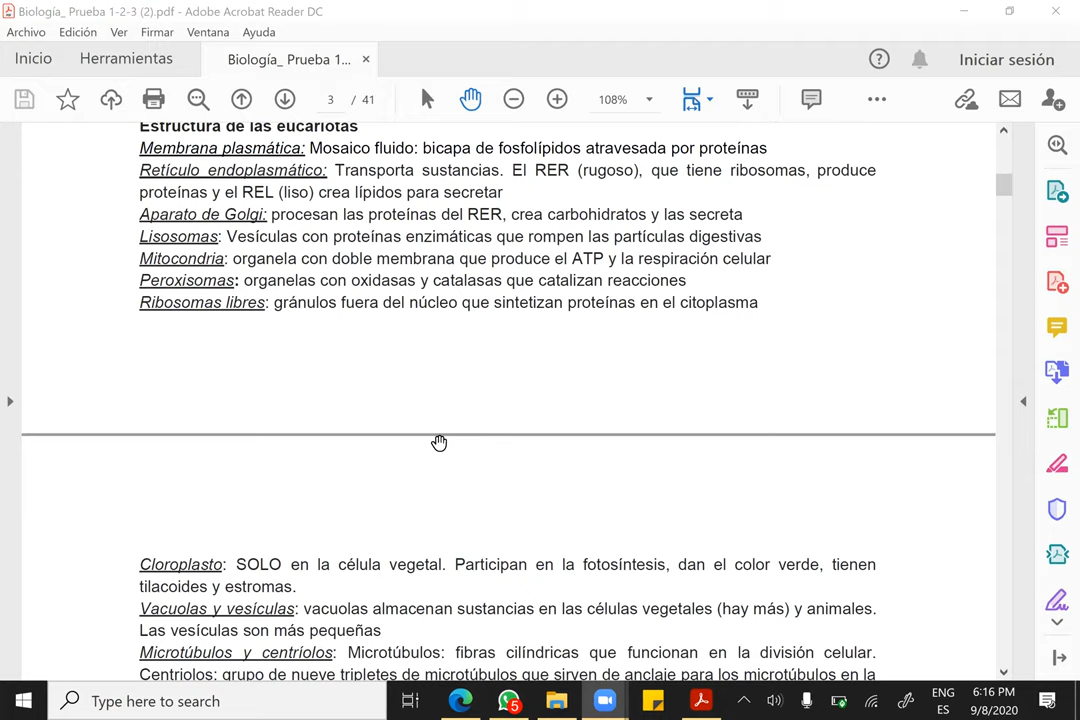 Biología_ Prueba 1-2-3 (2).pdf - Adobe Acrobat Reader DC
Archivo Edición Ver Firmar Ventana Ayuda
Inicio Herramientas Biología_ Prueba 1... × Iniciar sesión
3 / 41 108%
Estructura de las eucariotas
Membrana plasmática: Mosaico fluido: bicapa de fosfolípidos atravesada por proteínas
Retículo endoplasmático: Transporta sustancias. El RER (rugoso), que tiene ribosomas, produce
proteínas y el REL (liso) crea lípidos para secretar
Aparato de Golgi: procesan las proteínas del RER, crea carbohidratos y las secreta
Lisosomas: Vesículas con proteínas enzimáticas que rompen las partículas digestivas
Mitocondria: organela con doble membrana que produce el ATP y la respiración celular
Peroxisomas: organelas con oxidasas y catalasas que catalizan reacciones
Ribosomas libres: gránulos fuera del núcleo que sintetizan proteínas en el citoplasma
Cloroplasto: SOLO en la célula vegetal. Participan en la fotosíntesis, dan el color verde, tienen
tilacoides y estromas.
Vacuolas y vesículas: vacuolas almacenan sustancias en las células vegetales (hay más) y animales.
Las vesículas son más pequeñas
Microtúbulos y centríolos: Microtúbulos: fibras cilíndricas que funcionan en la división celular.
Centriolos: grupo de nueve tripletes de microtúbulos que sirven de anclaje para los microtúbulos en la
Type here to search 5 ENG 6:16 PM
ES 9/8/2020